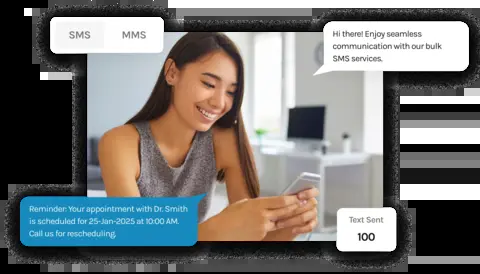 SMS MMS
Hi there! Enjoy seamless
communication with our bulk
SMS services.
Reminder: Your appointment with Dr. Smith
is scheduled for 25-Jan-2025 at 10:00 AM.
Call us for rescheduling.
Text Sent
100